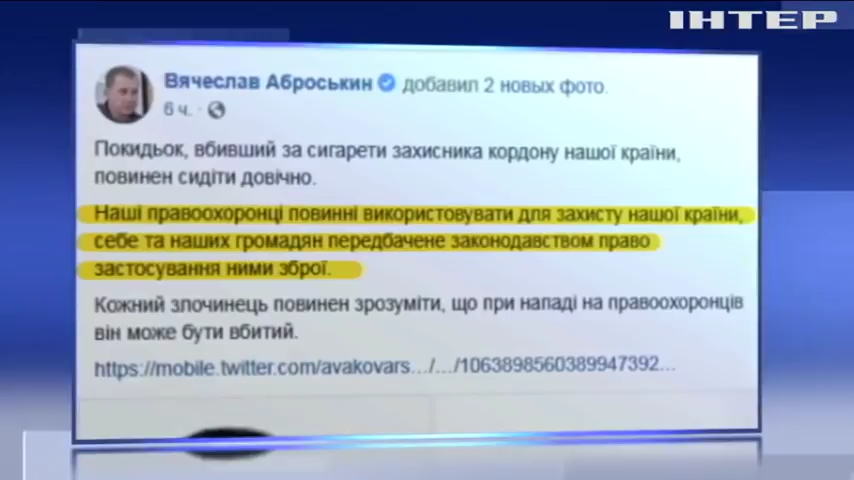 ІНТЕР
Вячеслав Аброськин добавил 2 новых фото.
6 ч. ·
Покидьок, вбивший за сигарети захисника кордону нашої країни,
повинен сидіти довічно.
Наші правоохоронці повинні використовувати для захисту нашої країни,
себе та наших громадян передбачене законодавством право
застосування ними зброї.
Кожний злочинець повинен зрозуміти, що при нападі на правоохоронців
він може бути вбитий.
https://mobile.twitter.com/avakovars.../.../1063898560389947392...